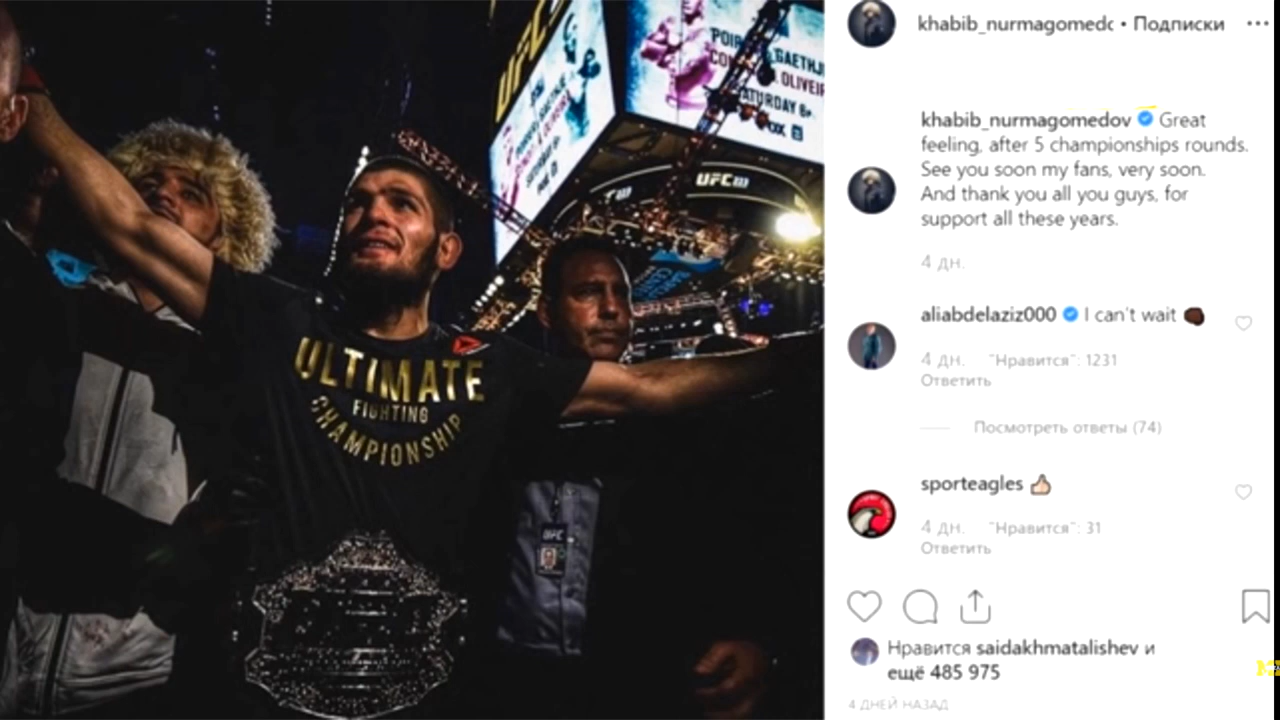 UFC
ULTIMATE
FIGHTING
CHAMPIONSHIP
UFC
khabib_nurmagomedc • Подписки
khabib_nurmagomedov Great
feeling, after 5 championships rounds.
See you soon my fans, very soon.
And thank you all you guys, for
support all these years.
4 дн.
aliabdelaziz000 I can't wait
4 дн. "Нравится": 1231
Ответить
Посмотреть ответы (74)
sporteagles
4 дн. "Нравится": 31
Ответить
Нравится saidakhmatalishev и
ещё 485 975
4 ДНЕЙ НАЗАД